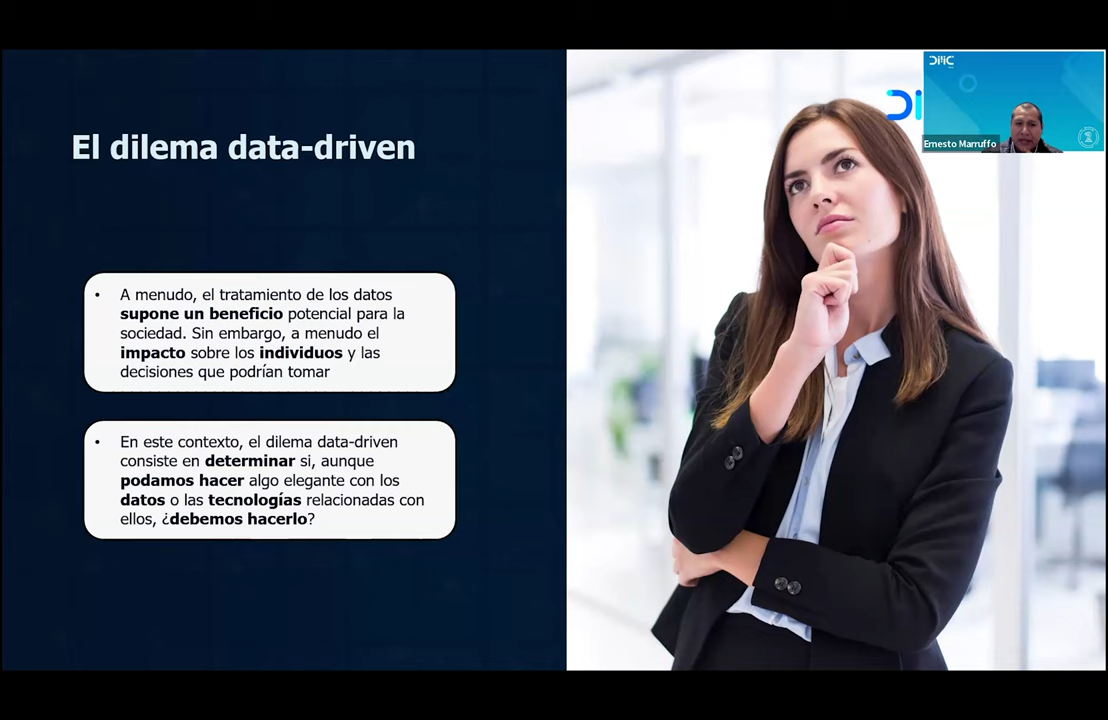 El dilema data-driven
• A menudo, el tratamiento de los datos
supone un beneficio potencial para la
sociedad. Sin embargo, a menudo el
impacto sobre los individuos y las
decisiones que podrían tomar
• En este contexto, el dilema data-driven
consiste en determinar si, aunque
podamos hacer algo elegante con los
datos o las tecnologías relacionadas con
ellos, ¿debemos hacerlo?
DMC
Ernesto Marruffo